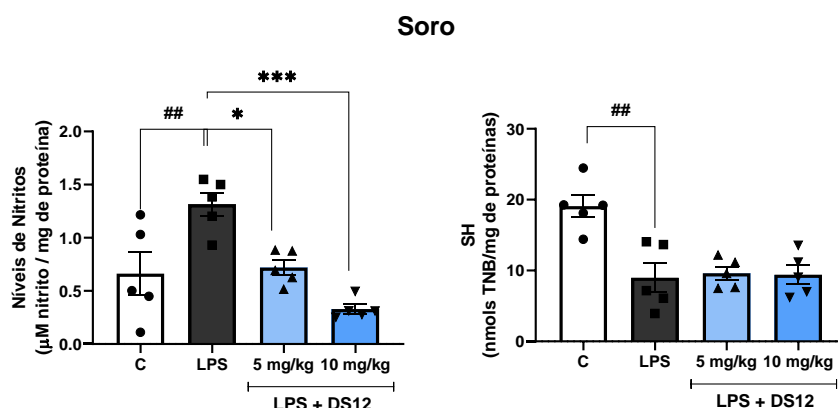 Soro
Níveis de Nitritos
(µM nitrito / mg de proteína)
2.0
1.5
1.0
0.5
0.0
##
*
***
C
LPS
5 mg/kg
10 mg/kg
LPS + DS12
SH
(nmols TNB/mg de proteínas)
30
20
10
0
##
C
LPS
5 mg/kg
10 mg/kg
LPS + DS12